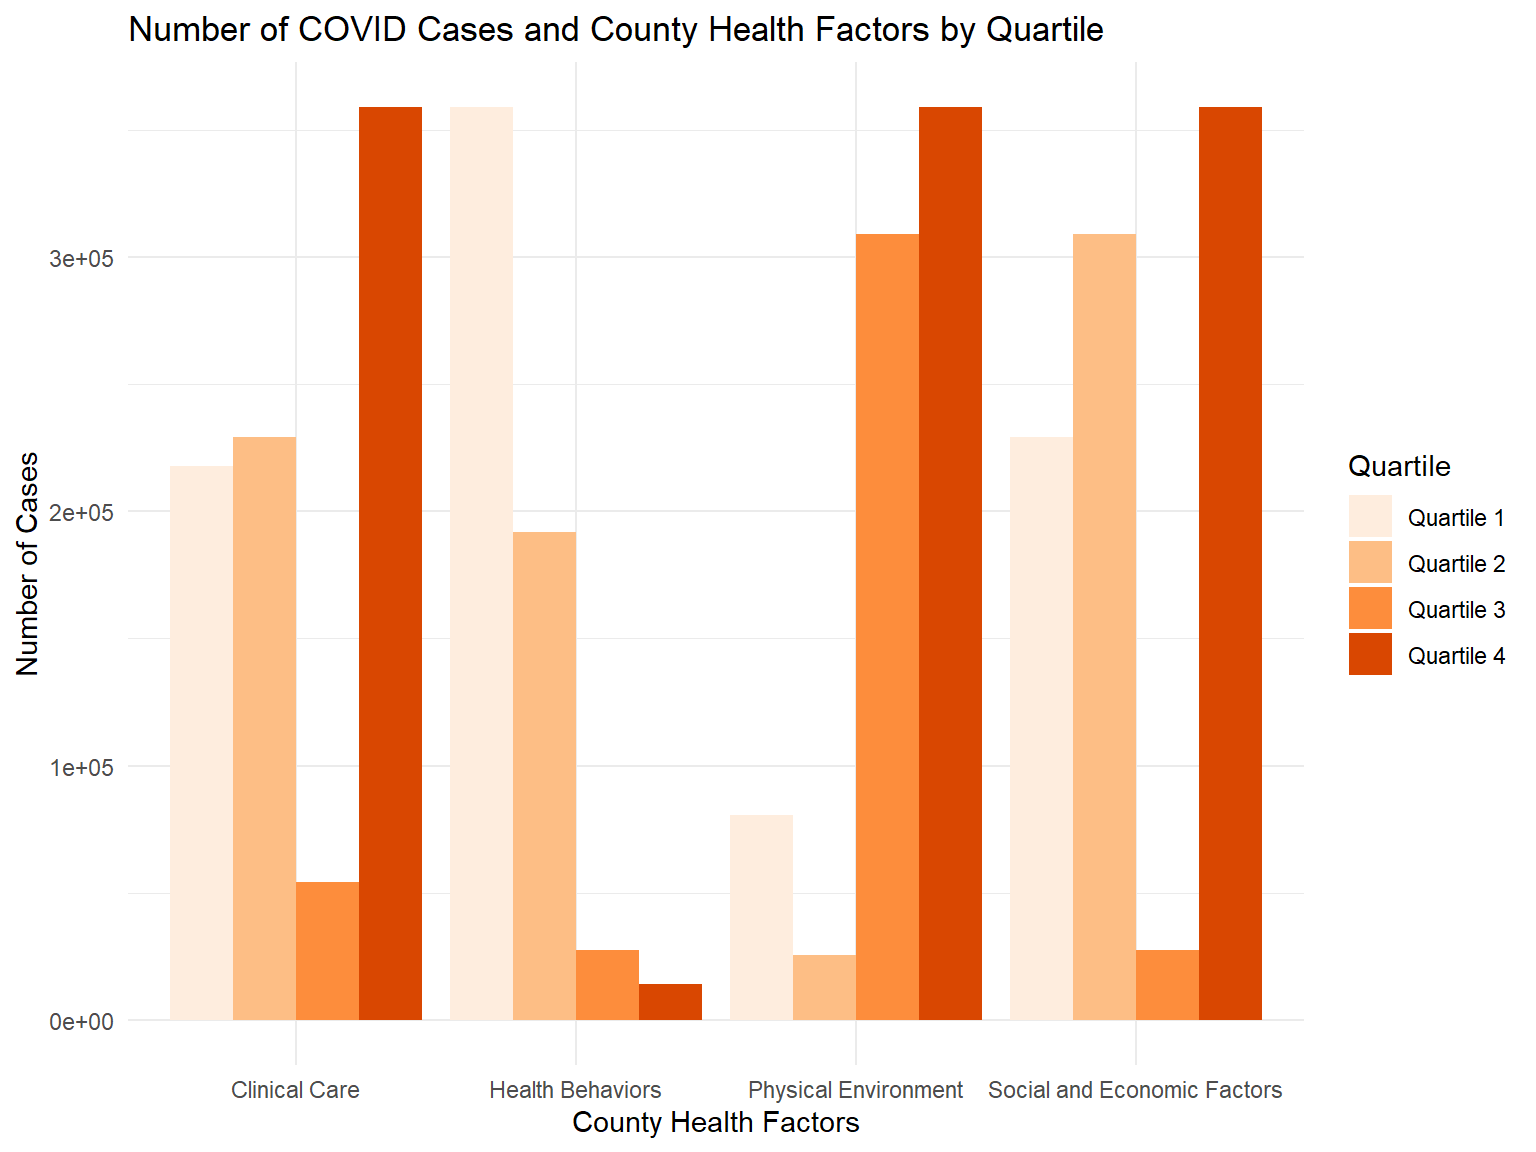 Number of COVID Cases and County Health Factors by Quartile
Number of Cases
3e+05
2e+05
1e+05
0e+00
Clinical Care
Health Behaviors
Physical Environment
Social and Economic Factors
County Health Factors
Quartile
Quartile 1
Quartile 2
Quartile 3
Quartile 4